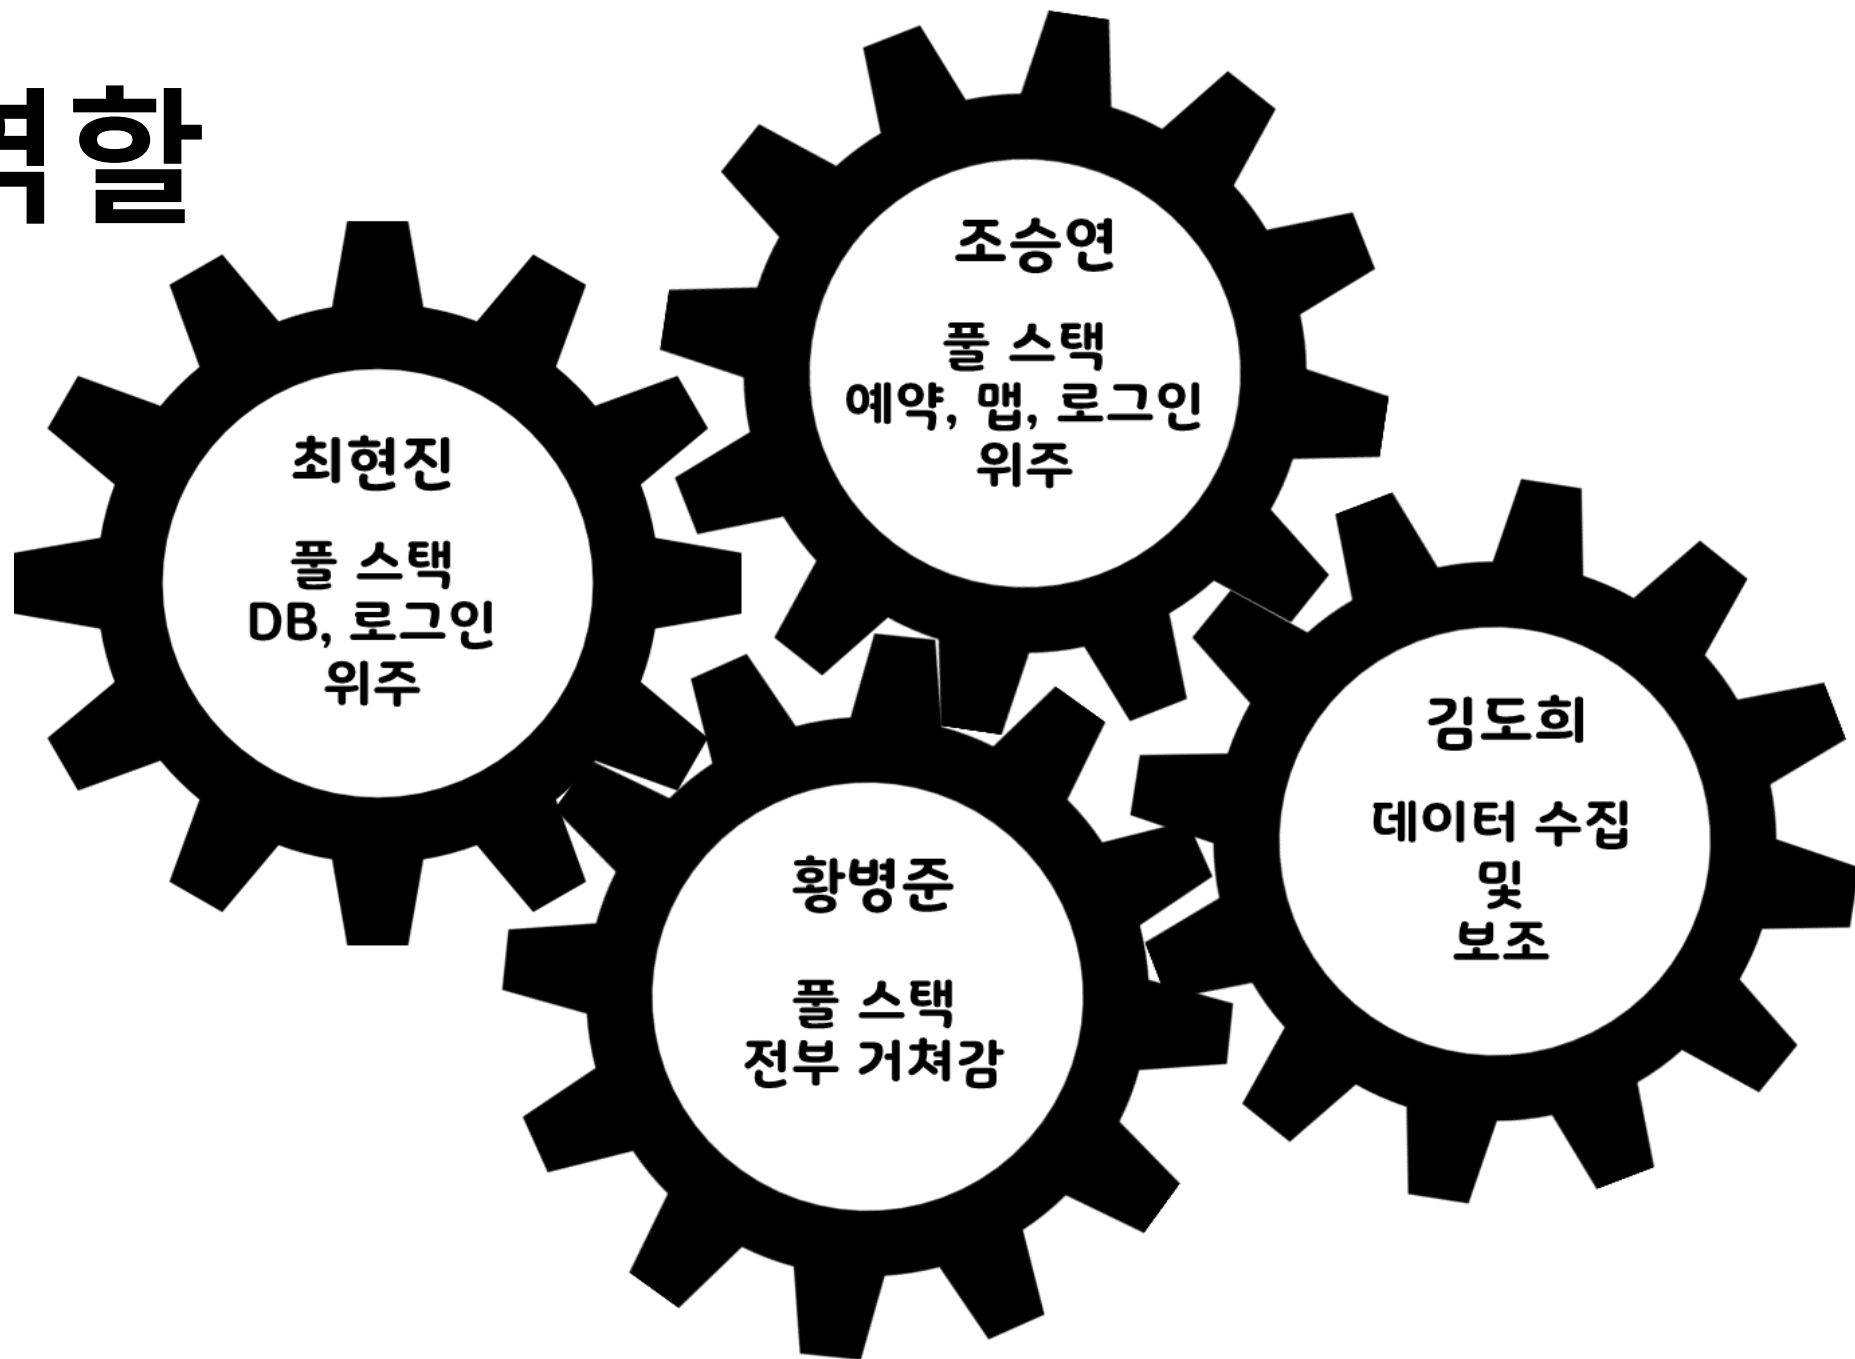 역할
최현진
풀 스택
DB, 로그인
위주
조승연
풀 스택
예약, 맵, 로그인
위주
황병준
풀 스택
전부 거쳐감
김도희
데이터 수집
및
보조